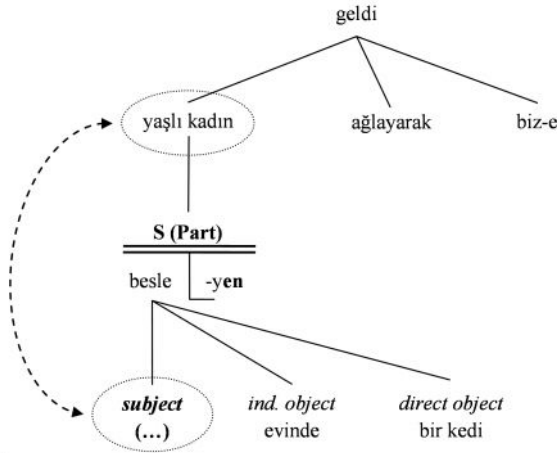 geldi
yaşlı kadın ağlayarak biz-e
S (Part)
besle -yen
subject ind. object direct object
(…) evinde bir kedi